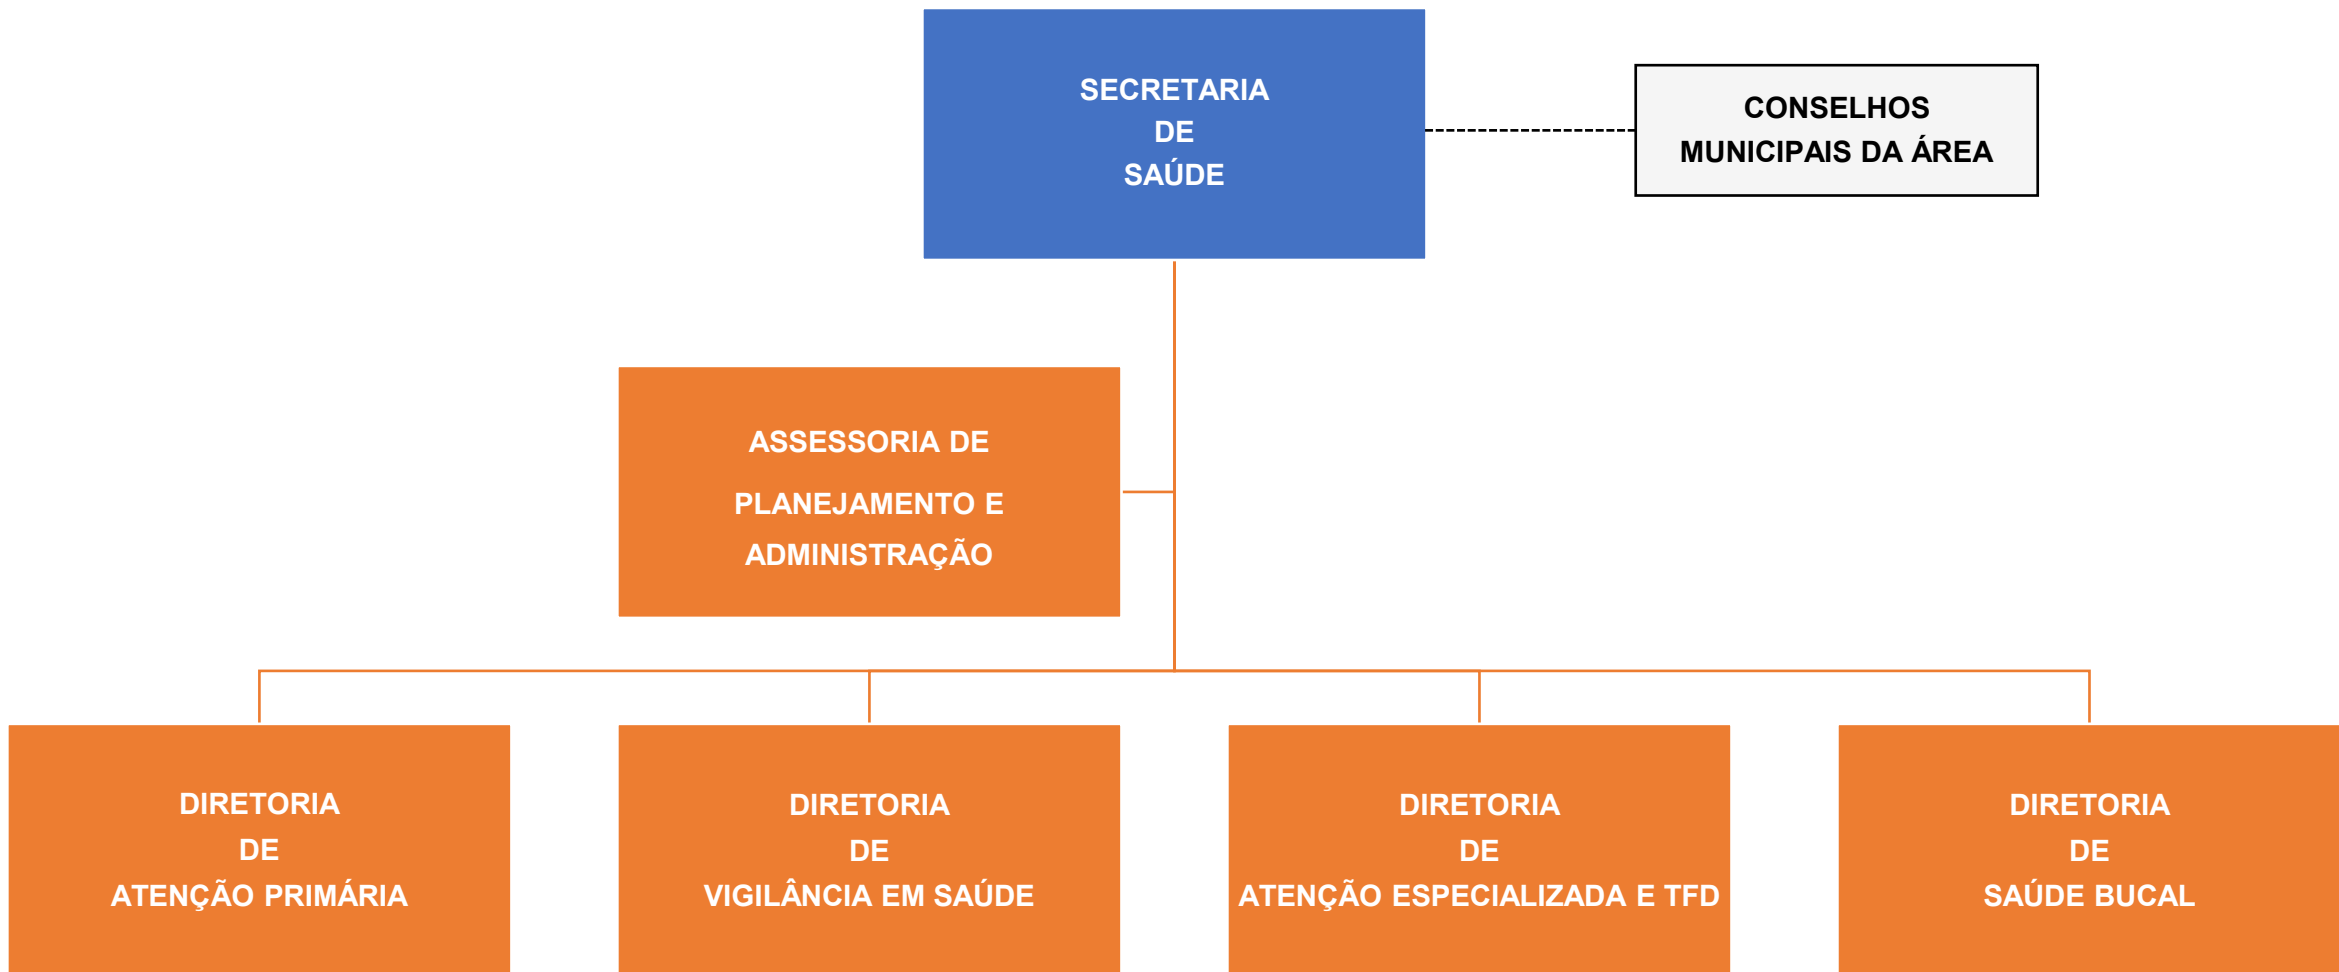 SECRETARIA
DE
SAÚDE
CONSELHOS
MUNICIPAIS DA ÁREA
ASSESSORIA DE
PLANEJAMENTO E
ADMINISTRAÇÃO
DIRETORIA
DE
ATENÇÃO PRIMÁRIA
DIRETORIA
DE
VIGILÂNCIA EM SAÚDE
DIRETORIA
DE
ATENÇÃO ESPECIALIZADA E TFD
DIRETORIA
DE
SAÚDE BUCAL